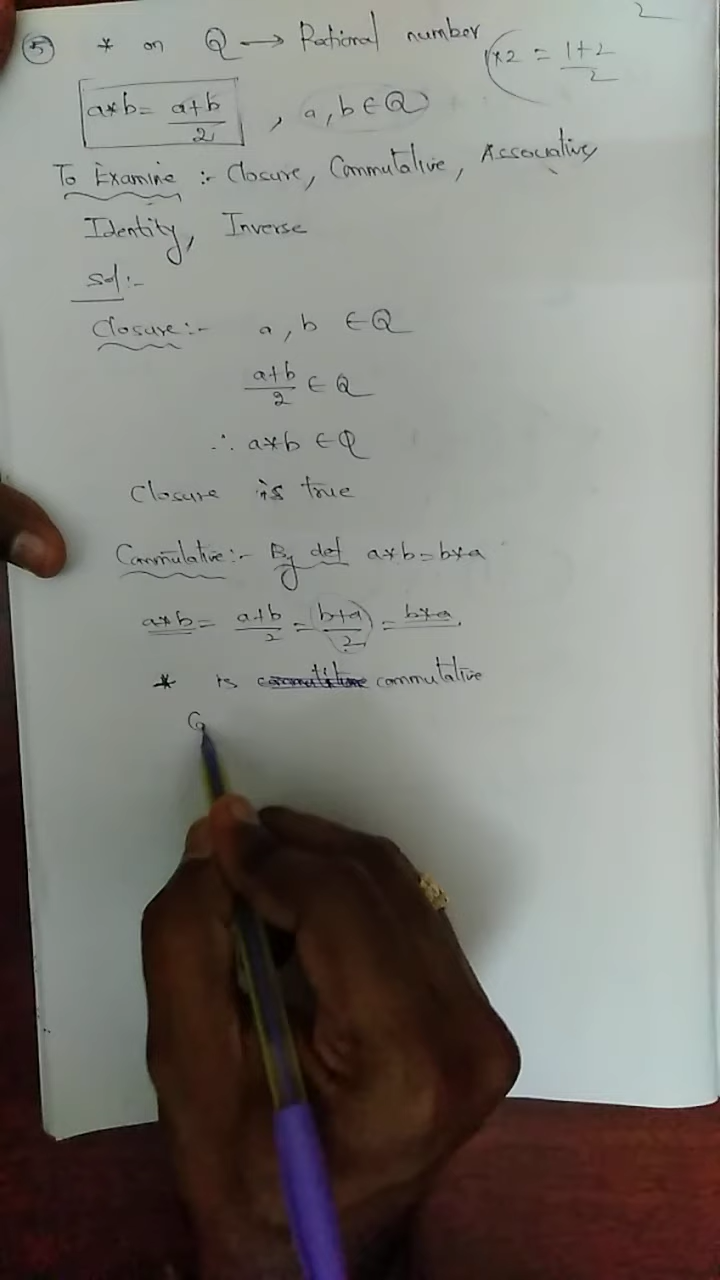 2
⑤ * on Q → Rational number
1*2 = 1+2/2
a*b = a+b/2 , a, b ∈ Q
To Examine :- Closure, Commutative, Associative,
Identity, Inverse
Sol:-
Closure:- a, b ∈ Q
a+b/2 ∈ Q
∴ a*b ∈ Q
Closure is true
Commutative:- By def a*b = b*a
a*b = a+b/2 = b+a/2 = b*a.
* is commutative